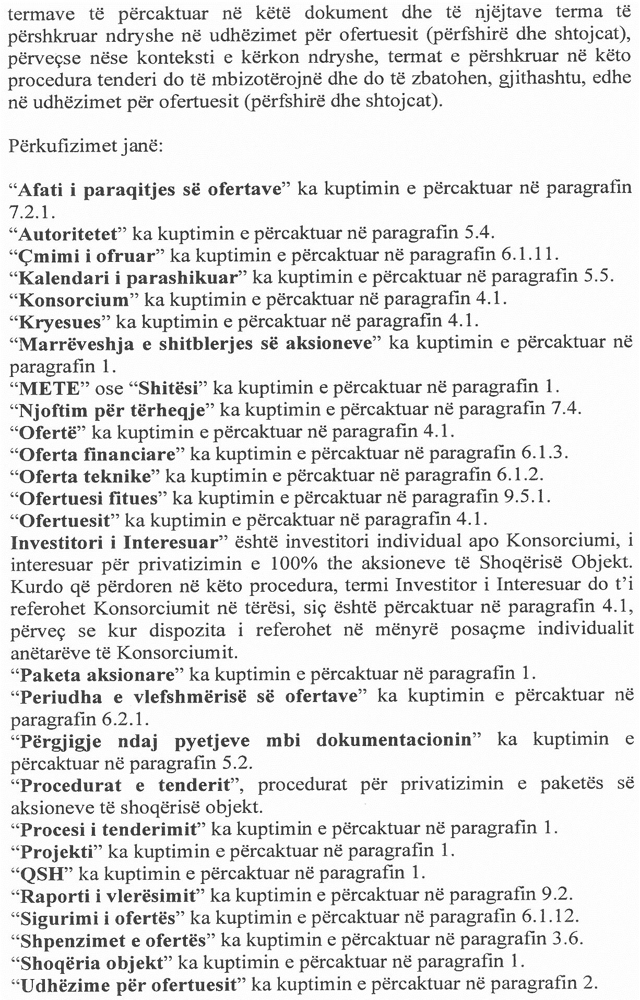 termave të përcaktuar në këtë dokument dhe të njëjtave terma të
përshkruar ndryshe në udhëzimet për ofertuesit (përfshirë dhe shtojcat),
përveçse nëse konteksti e kërkon ndryshe, termat e përshkruar në këto
procedura tenderi do të mbizotërojnë dhe do të zbatohen, gjithashtu, edhe
në udhëzimet për ofertuesit (përfshirë dhe shtojcat).
Përkufizimet janë:
“Afati i paraqitjes së ofertave” ka kuptimin e përcaktuar në paragrafin
7.2.1.
“Autoritetet” ka kuptimin e përcaktuar në paragrafin 5.4.
“Çmimi i ofruar” ka kuptimin e përcaktuar në paragrafin 6.1.11.
“Kalendari i parashikuar” ka kuptimin e përcaktuar në paragrafin 5.5.
“Konsorcium” ka kuptimin e përcaktuar në paragrafin 4.1.
“Kryesues” ka kuptimin e përcaktuar në paragrafin 4.1.
“Marrëveshja e shitblerjes së aksioneve” ka kuptimin e përcaktuar në
paragrafin 1.
“METE” ose “Shitësi” ka kuptimin e përcaktuar në paragrafin 1.
“Njoftim për tërheqje” ka kuptimin e përcaktuar në paragrafin 7.4.
“Ofertë” ka kuptimin e përcaktuar në paragrafin 4.1.
“Oferta financiare” ka kuptimin e përcaktuar në paragrafin 6.1.3.
“Oferta teknike” ka kuptimin e përcaktuar në paragrafin 6.1.2.
“Ofertuesi fitues” ka kuptimin e përcaktuar në paragrafin 9.5.1.
“Ofertuesit” ka kuptimin e përcaktuar në paragrafin 4.1.
Investitori i Interesuar” është investitori individual apo Konsorciumi, i
interesuar për privatizimin e 100% the aksioneve të Shoqërisë Objekt.
Kurdo që përdoren në këto procedura, termi Investitor i Interesuar do t’i
referohet Konsorciumit në tërësi, siç është përcaktuar në paragrafin 4.1,
përveç se kur dispozita i referohet në mënyrë posaçme individualit
anëtarëve të Konsorciumit.
“Paketa aksionare” ka kuptimin e përcaktuar në paragrafin 1.
“Periudha e vlefshmërisë së ofertave” ka kuptimin e përcaktuar në
paragrafin 6.2.1.
“Përgjigje ndaj pyetjeve mbi dokumentacionin” ka kuptimin e
përcaktuar në paragrafin 5.2.
“Procedurat e tenderit”, procedurat për privatizimin e paketës së
aksioneve të shoqërisë objekt.
“Procesi i tenderimit” ka kuptimin e përcaktuar në paragrafin 1.
“Projekti” ka kuptimin e përcaktuar në paragrafin 1.
“QSH” ka kuptimin e përcaktuar në paragrafin 1.
“Raporti i vlerësimit” ka kuptimin e përcaktuar në paragrafin 9.2.
“Sigurimi i ofertës” ka kuptimin e përcaktuar në paragrafin 6.1.12.
“Shpenzimet e ofertës” ka kuptimin e përcaktuar në paragrafin 3.6.
“Shoqëria objekt” ka kuptimin e përcaktuar në paragrafin 1.
“Udhëzime për ofertuesit” ka kuptimin e përcaktuar në paragrafin 2.